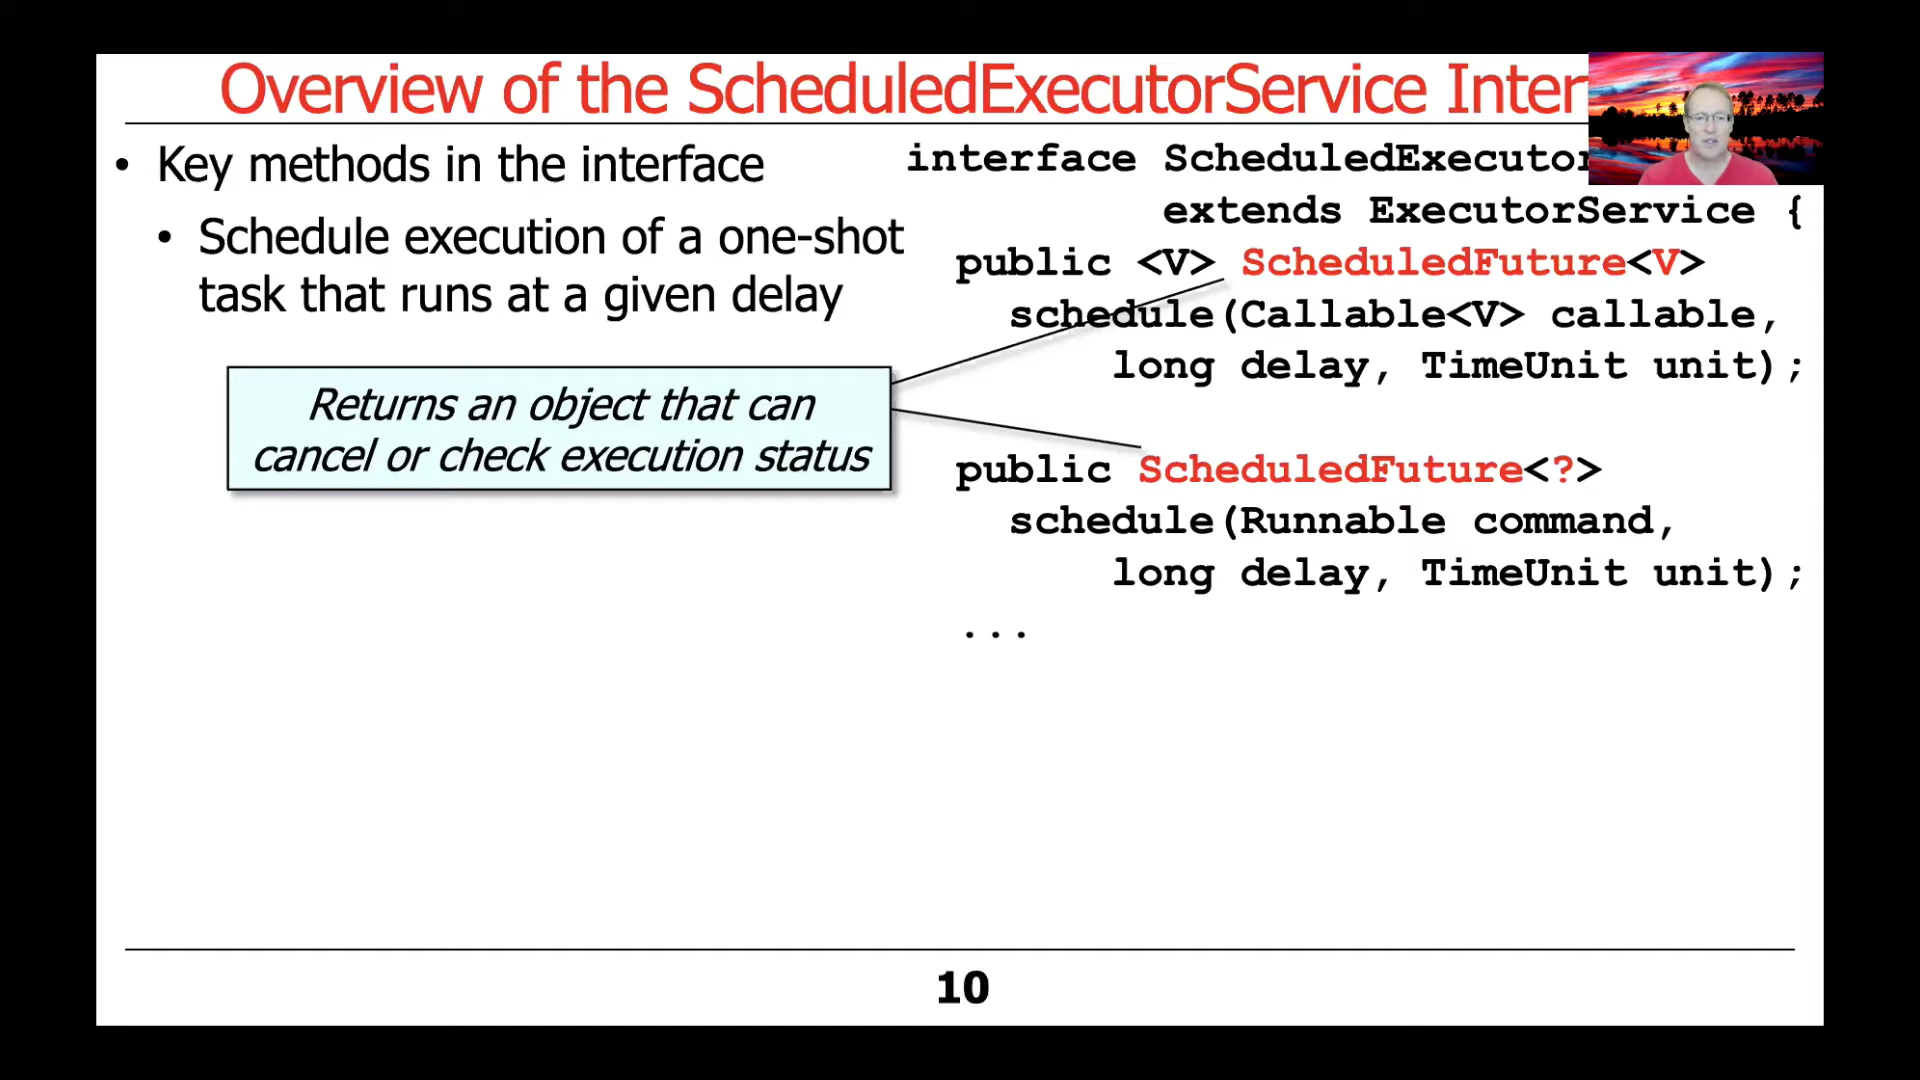 Overview of the ScheduledExecutorService Inter
• Key methods in the interface
• Schedule execution of a one-shot
task that runs at a given delay
Returns an object that can
cancel or check execution status
interface ScheduledExecutor
extends ExecutorService {
public <V> ScheduledFuture<V>
schedule(Callable<V> callable,
long delay, TimeUnit unit);
public ScheduledFuture<?>
schedule(Runnable command,
long delay, TimeUnit unit);
...
10